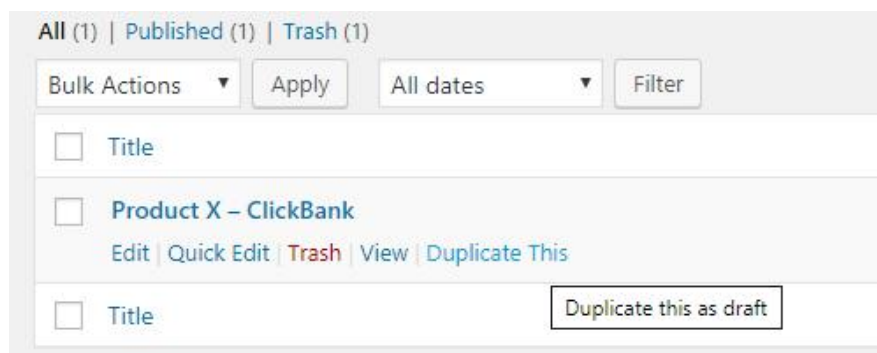 All (1) | Published (1) | Trash (1)
Bulk Actions ▼ Apply All dates ▼ Filter
Title
Product X – ClickBank
Edit | Quick Edit | Trash | View | Duplicate This
Duplicate this as draft
Title